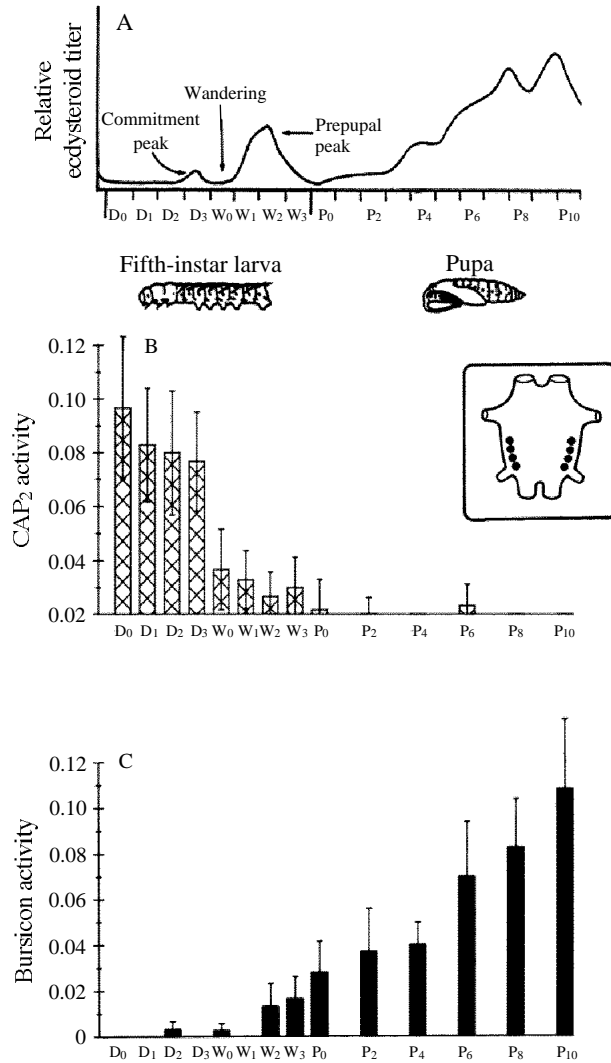 A
Relative
ecdysteroid titer
Commitment
peak
Wandering
Prepupal
peak
D0 D1 D2 D3 W0 W1 W2 W3 P0 P2 P4 P6 P8 P10
Fifth-instar larva
Pupa
B
CAP2 activity
0.12
0.10
0.08
0.06
0.04
0.02
D0 D1 D2 D3 W0 W1 W2 W3 P0 P2 P4 P6 P8 P10
C
Bursicon activity
0.12
0.10
0.08
0.06
0.04
0.02
0
D0 D1 D2 D3 W0 W1 W2 W3 P0 P2 P4 P6 P8 P10